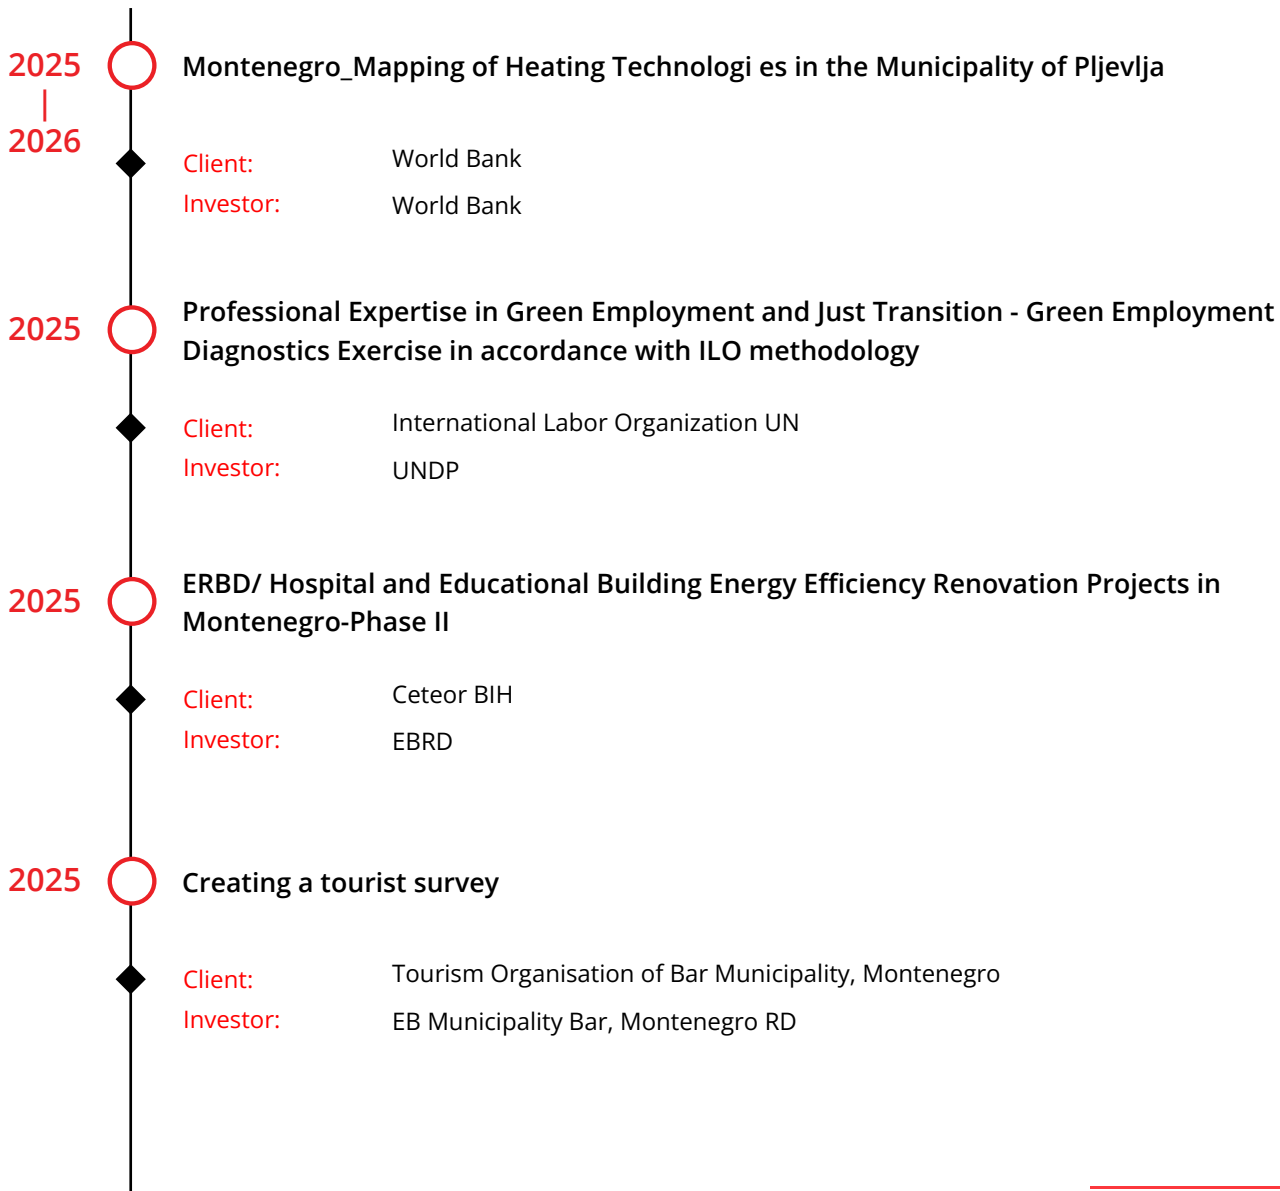 2025
|
2026
Montenegro_Mapping of Heating Technologi es in the Municipality of Pljevlja
Client: World Bank
Investor: World Bank
2025
Professional Expertise in Green Employment and Just Transition - Green Employment
Diagnostics Exercise in accordance with ILO methodology
Client: International Labor Organization UN
Investor: UNDP
2025
ERBD/ Hospital and Educational Building Energy Efficiency Renovation Projects in
Montenegro-Phase II
Client: Ceteor BIH
Investor: EBRD
2025
Creating a tourist survey
Client: Tourism Organisation of Bar Municipality, Montenegro
Investor: EB Municipality Bar, Montenegro RD